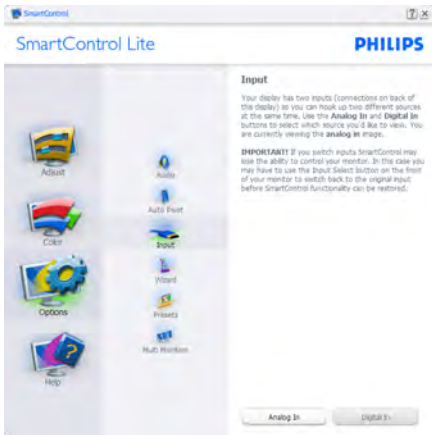 SmartControl
SmartControl Lite
PHILIPS
Input
Your display has two inputs (connections on back of
the display) so you can hook up two different sources
at the same time. Use the Analog In and Digital In
buttons to select which source you'd like to view. You
are currently viewing the analog in image.
IMPORTANT! If you switch inputs SmartControl may
lose the ability to control your monitor. In this case you
may have to use the Input Select button on the front
of your monitor to switch back to the original input
before SmartControl functionality can be restored.
Adjust
Color
Options
Help
Audio
Auto Pivot
Input
Wizard
Presets
Multi Monitors
Analog In
Digital In